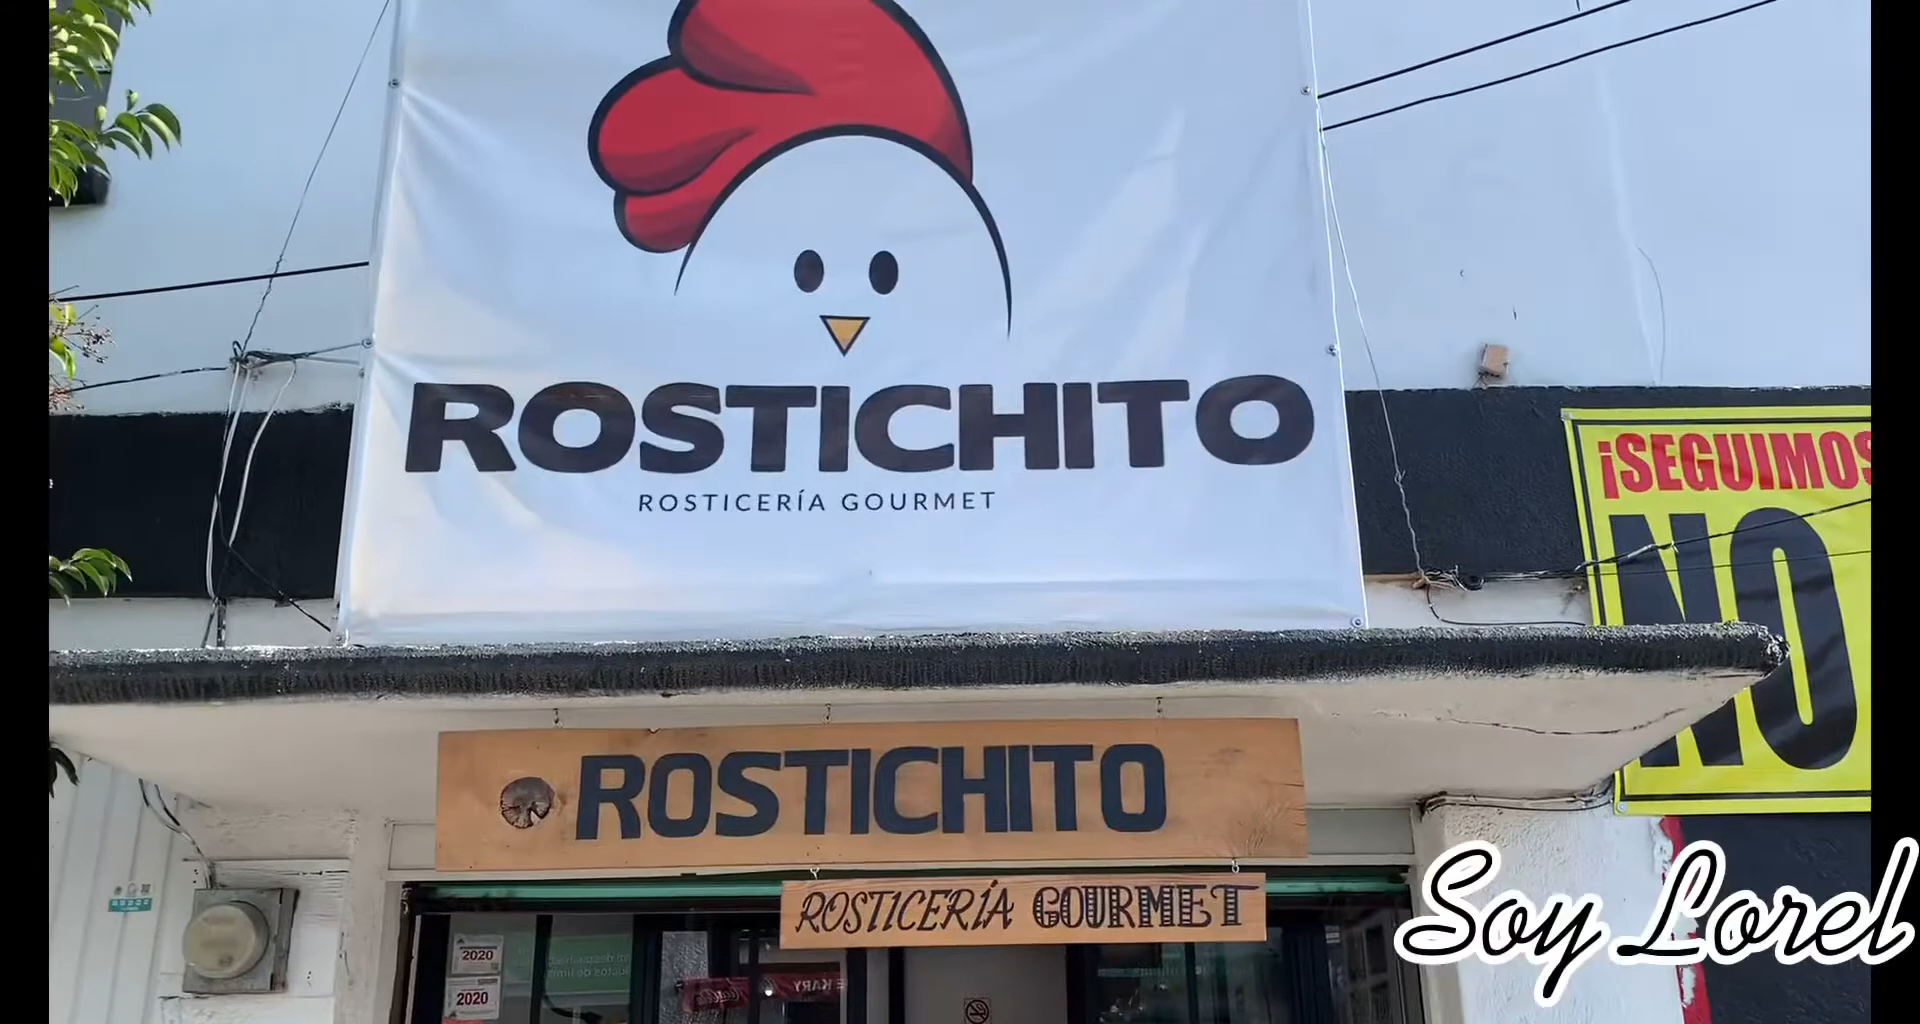 ROSTICHITO
ROSTICERÍA GOURMET
¡SEGUIMOS
NO
ROSTICHITO
ROSTICERÍA GOURMET
2020
2020
Soy Lorel